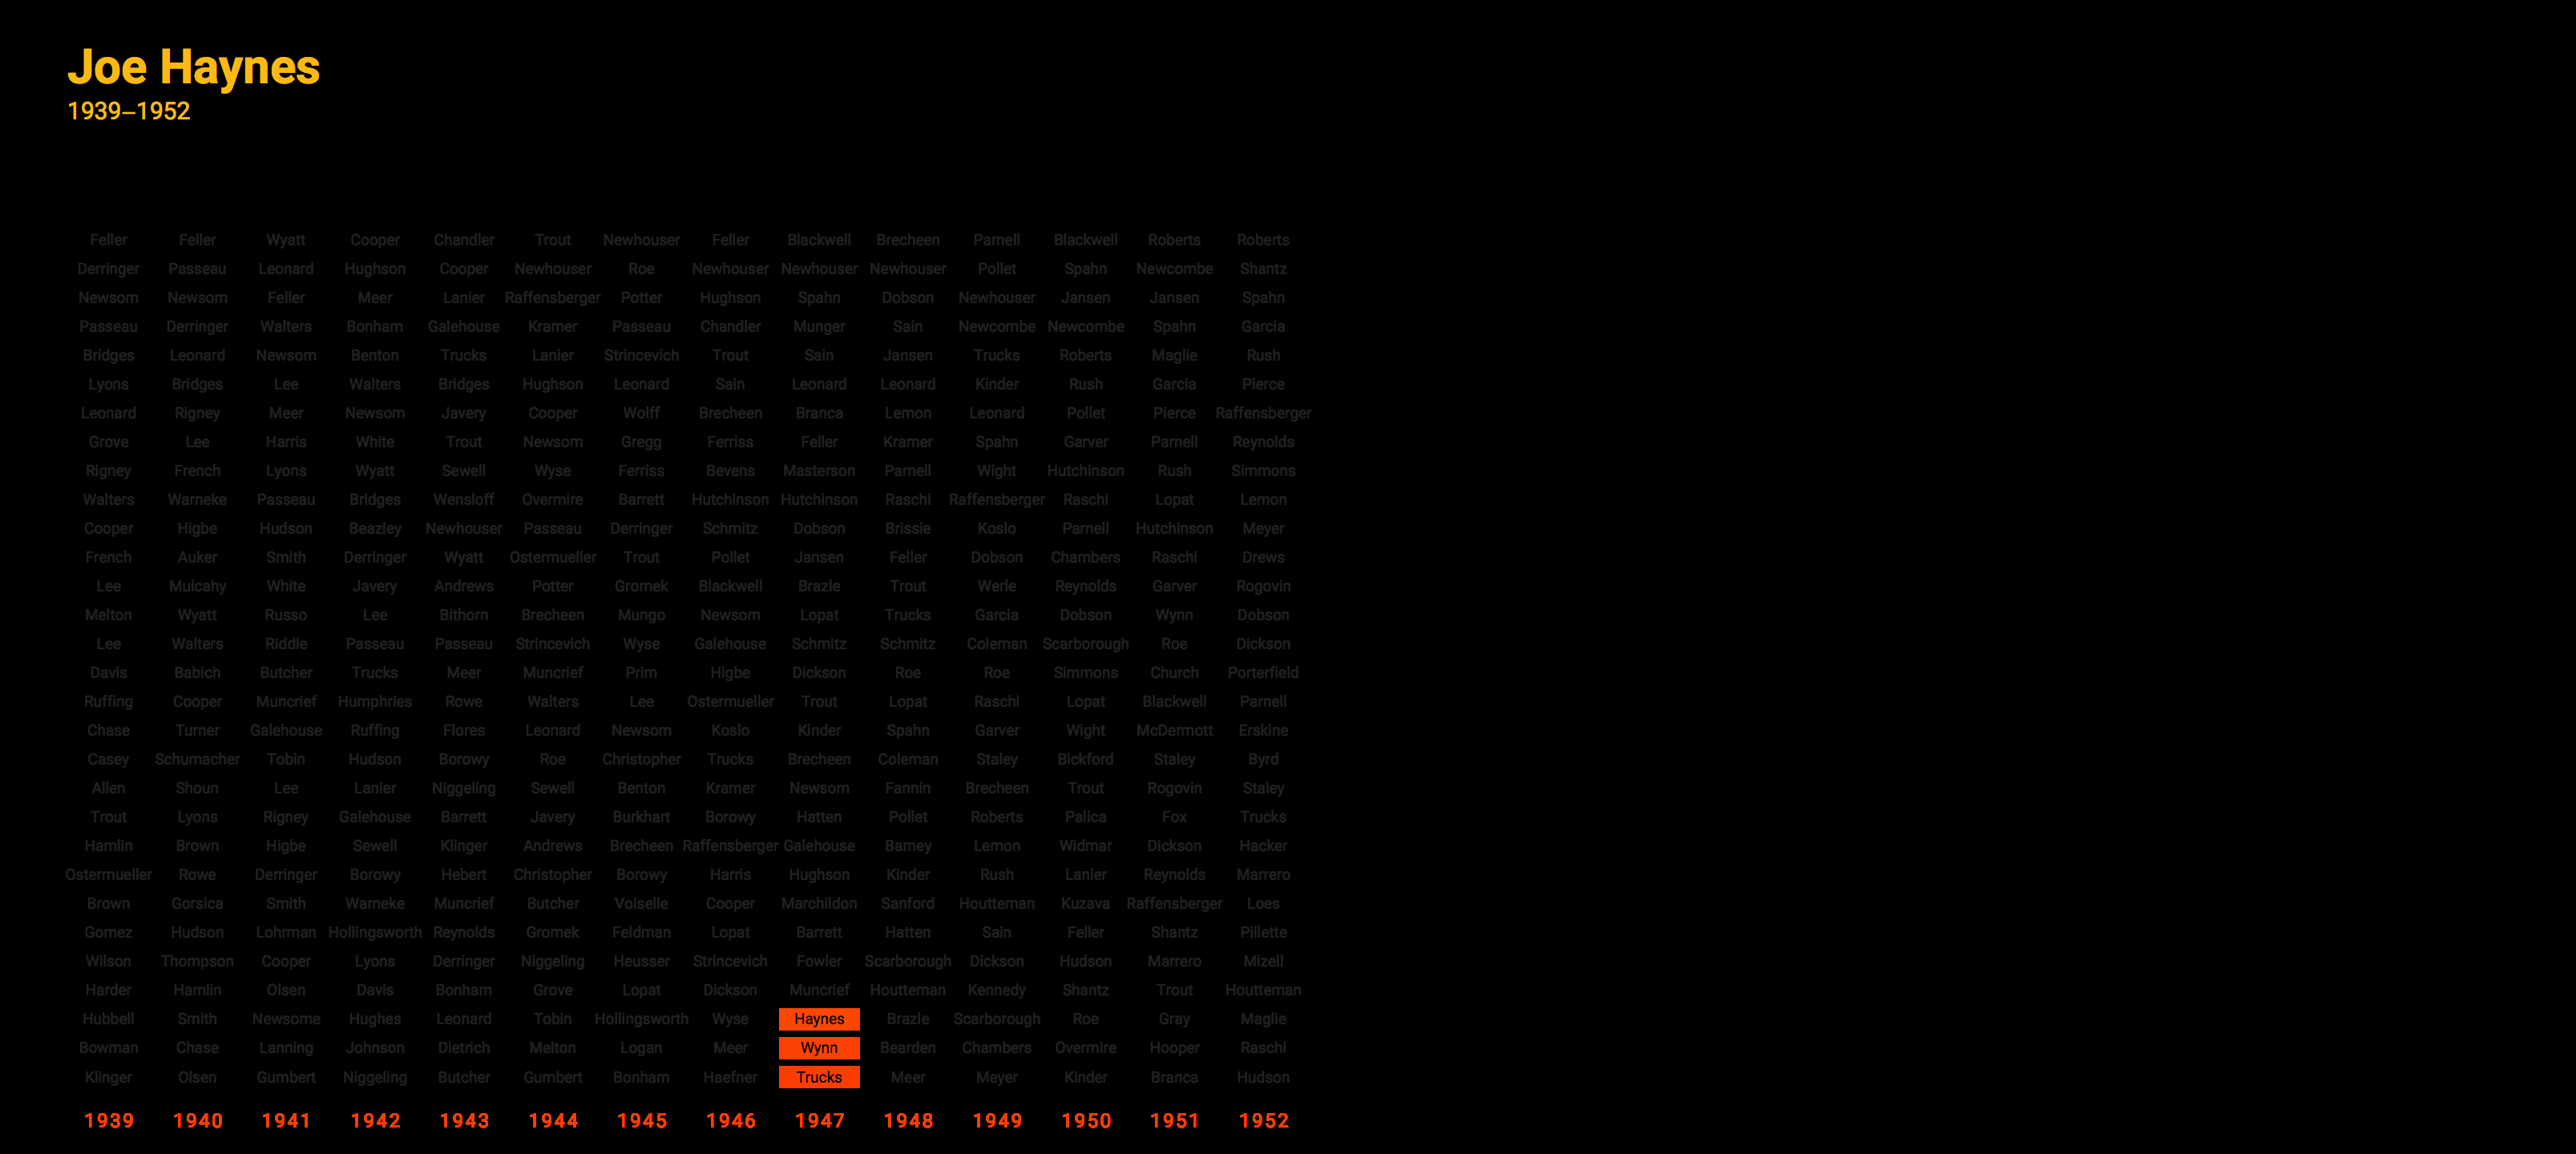 Joe Haynes
1939–1952
Feller Feller Wyatt Cooper Chandler Trout Newhouser Feller Blackwell Brecheen Parnell Blackwell Roberts Roberts
Derringer Passeau Leonard Hughson Cooper Newhouser Roe Newhouser Newhouser Newhouser Pollet Spahn Newcombe Shantz
Newsom Newsom Feller Meer Lanier Raffensberger Potter Hughson Spahn Dobson Newhouser Jansen Jansen Spahn
Passeau Derringer Walters Bonham Galehouse Kramer Passeau Chandler Munger Sain Newcombe Newcombe Spahn Garcia
Bridges Leonard Newsom Benton Trucks Lanier Strincevich Trout Sain Jansen Trucks Roberts Maglie Rush
Lyons Bridges Lee Walters Bridges Hughson Leonard Sain Leonard Leonard Kinder Rush Garcia Pierce
Leonard Rigney Meer Newsom Javery Cooper Wolff Brecheen Branca Lemon Leonard Pollet Pierce Raffensberger
Grove Lee Harris White Trout Newsom Gregg Ferriss Feller Kramer Spahn Garver Parnell Reynolds
Rigney French Lyons Wyatt Sewell Wyse Ferriss Bevens Masterson Parnell Wight Hutchinson Rush Simmons
Walters Warneke Passeau Bridges Wensloff Overmire Barrett Hutchinson Hutchinson Raschi Raffensberger Raschi Lopat Lemon
Cooper Higbe Hudson Beazley Newhouser Passeau Derringer Schmitz Dobson Brissie Koslo Parnell Hutchinson Meyer
French Auker Smith Derringer Wyatt Ostermueller Trout Pollet Jansen Feller Dobson Chambers Raschi Drews
Lee Mulcahy White Javery Andrews Potter Gromek Blackwell Brazle Trout Werle Reynolds Garver Rogovin
Melton Wyatt Russo Lee Bithorn Brecheen Mungo Newsom Lopat Trucks Garcia Dobson Wynn Dobson
Lee Walters Riddle Passeau Passeau Strincevich Wyse Galehouse Schmitz Schmitz Coleman Scarborough Roe Dickson
Davis Babich Butcher Trucks Meer Muncrief Prim Higbe Dickson Roe Roe Simmons Church Porterfield
Ruffing Cooper Muncrief Humphries Rowe Walters Lee Ostermueller Trout Lopat Raschi Lopat Blackwell Parnell
Chase Turner Galehouse Ruffing Flores Leonard Newsom Koslo Kinder Spahn Garver Wight McDermott Erskine
Casey Schumacher Tobin Hudson Borowy Roe Christopher Trucks Brecheen Coleman Staley Bickford Staley Byrd
Allen Shoun Lee Lanier Niggeling Sewell Benton Kramer Newsom Fannin Brecheen Trout Rogovin Staley
Trout Lyons Rigney Galehouse Barrett Javery Burkhart Borowy Hatten Pollet Roberts Palica Fox Trucks
Hamlin Brown Higbe Sewell Klinger Andrews Brecheen Raffensberger Galehouse Barney Lemon Widmar Dickson Hacker
Ostermueller Rowe Derringer Borowy Hebert Christopher Borowy Harris Hughson Kinder Rush Lanier Reynolds Marrero
Brown Gorsica Smith Warneke Muncrief Butcher Voiselle Cooper Marchildon Sanford Houtteman Kuzava Raffensberger Loes
Gomez Hudson Lohrman Hollingsworth Reynolds Gromek Feldman Lopat Barrett Hatten Sain Feller Shantz Pillette
Wilson Thompson Cooper Lyons Derringer Niggeling Heusser Strincevich Fowler Scarborough Dickson Hudson Marrero Mizell
Harder Hamlin Olsen Davis Bonham Grove Lopat Dickson Muncrief Houtteman Kennedy Shantz Trout Houtteman
Hubbell Smith Newsome Hughes Leonard Tobin Hollingsworth Wyse Haynes Brazle Scarborough Roe Gray Maglie
Bowman Chase Lanning Johnson Dietrich Melton Logan Meer Wynn Bearden Chambers Overmire Hooper Raschi
Klinger Olsen Gumbert Niggeling Butcher Gumbert Bonham Haefner Trucks Meer Meyer Kinder Branca Hudson
1939 1940 1941 1942 1943 1944 1945 1946 1947 1948 1949 1950 1951 1952